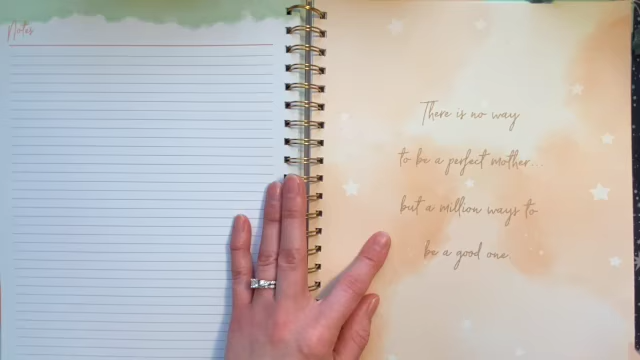 Notes
There is no way
to be a perfect mother...
but a million ways to
be a good one.